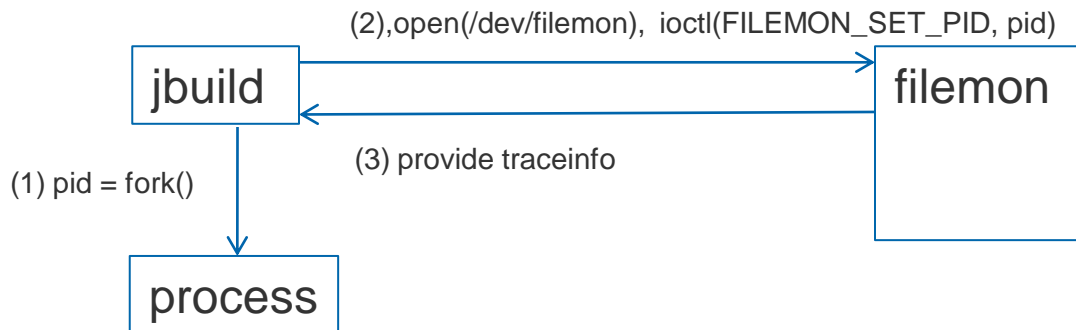 (2),open(/dev/filemon), ioctl(FILEMON_SET_PID, pid)
jbuild
filemon
(3) provide traceinfo
(1) pid = fork()
process